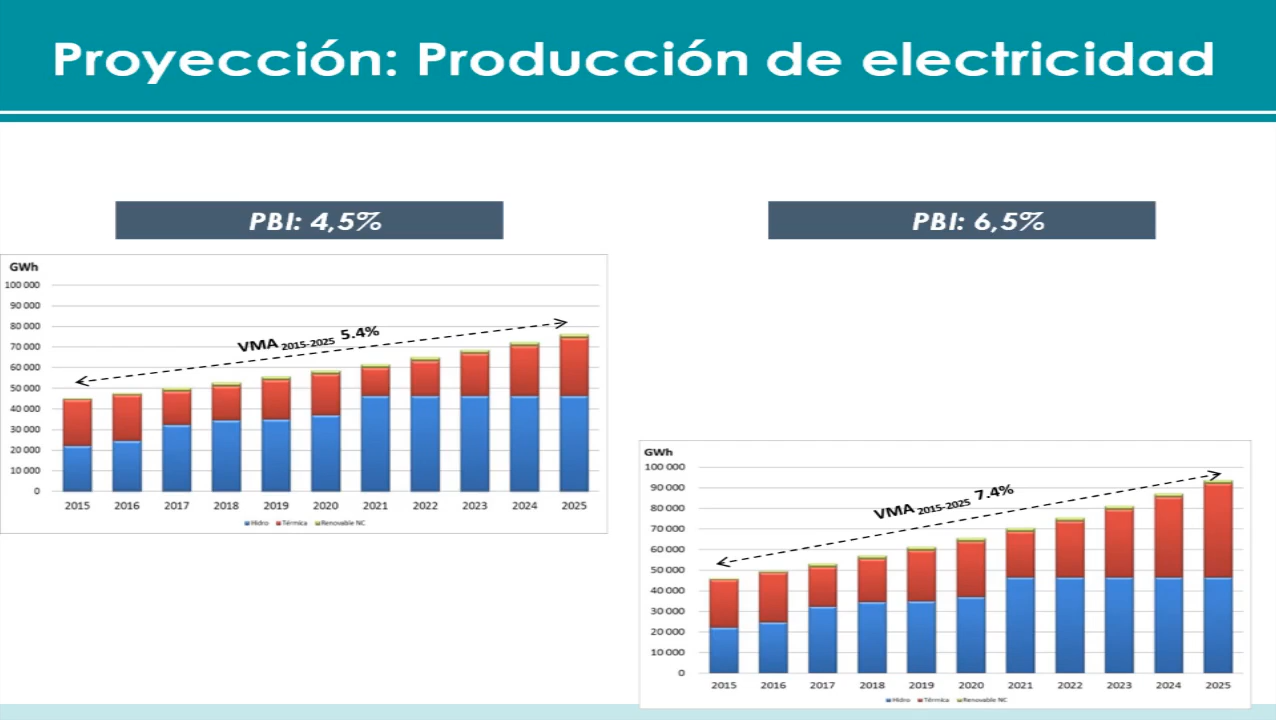 Proyección: Producción de electricidad
PBI: 4,5%
PBI: 6,5%
GWh
100 000
90 000
80 000
70 000
60 000
50 000
40 000
30 000
20 000
10 000
0
VMA 2015-2025 5.4%
2015 2016 2017 2018 2019 2020 2021 2022 2023 2024 2025
Hidro Térmica Renovable NC
GWh
100 000
90 000
80 000
70 000
60 000
50 000
40 000
30 000
20 000
10 000
0
VMA 2015-2025 7.4%
2015 2016 2017 2018 2019 2020 2021 2022 2023 2024 2025
Hidro Térmica Renovable NC